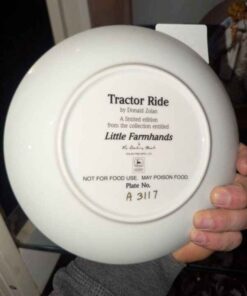 Tractor Ride
by Donald Zolan
A limited edition
from the collection entitled
Little Farmhands
NOT FOR FOOD USE. MAY POISON FOOD.
Plate No.
A 3117